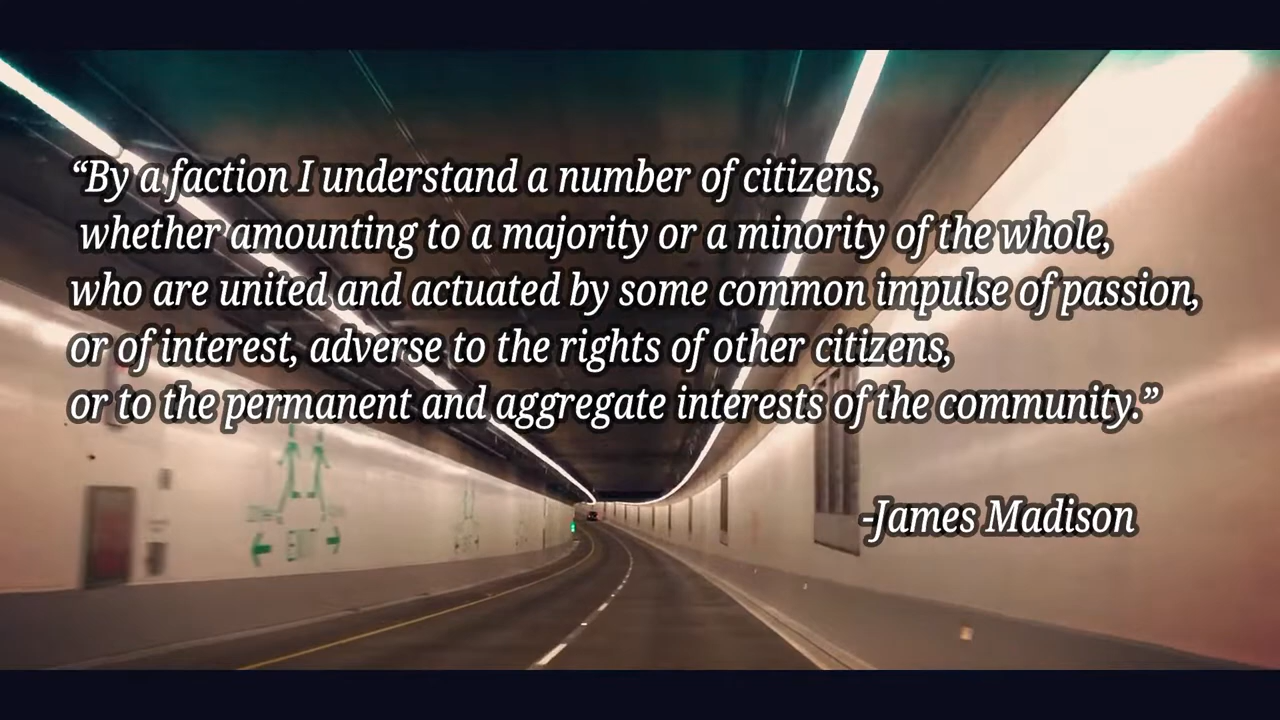 “By a faction I understand a number of citizens,
whether amounting to a majority or a minority of the whole,
who are united and actuated by some common impulse of passion,
or of interest, adverse to the rights of other citizens,
or to the permanent and aggregate interests of the community.”
-James Madison